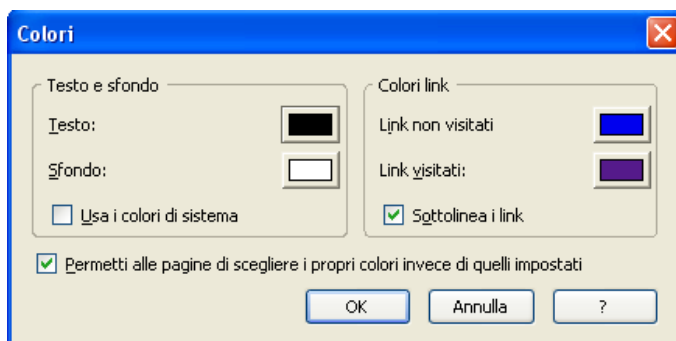 Colori
Testo e sfondo
Testo:
Sfondo:
Usa i colori di sistema
Colori link
Link non visitati
Link visitati:
Sottolinea i link
Permetti alle pagine di scegliere i propri colori invece di quelli impostati
OK
Annulla
?